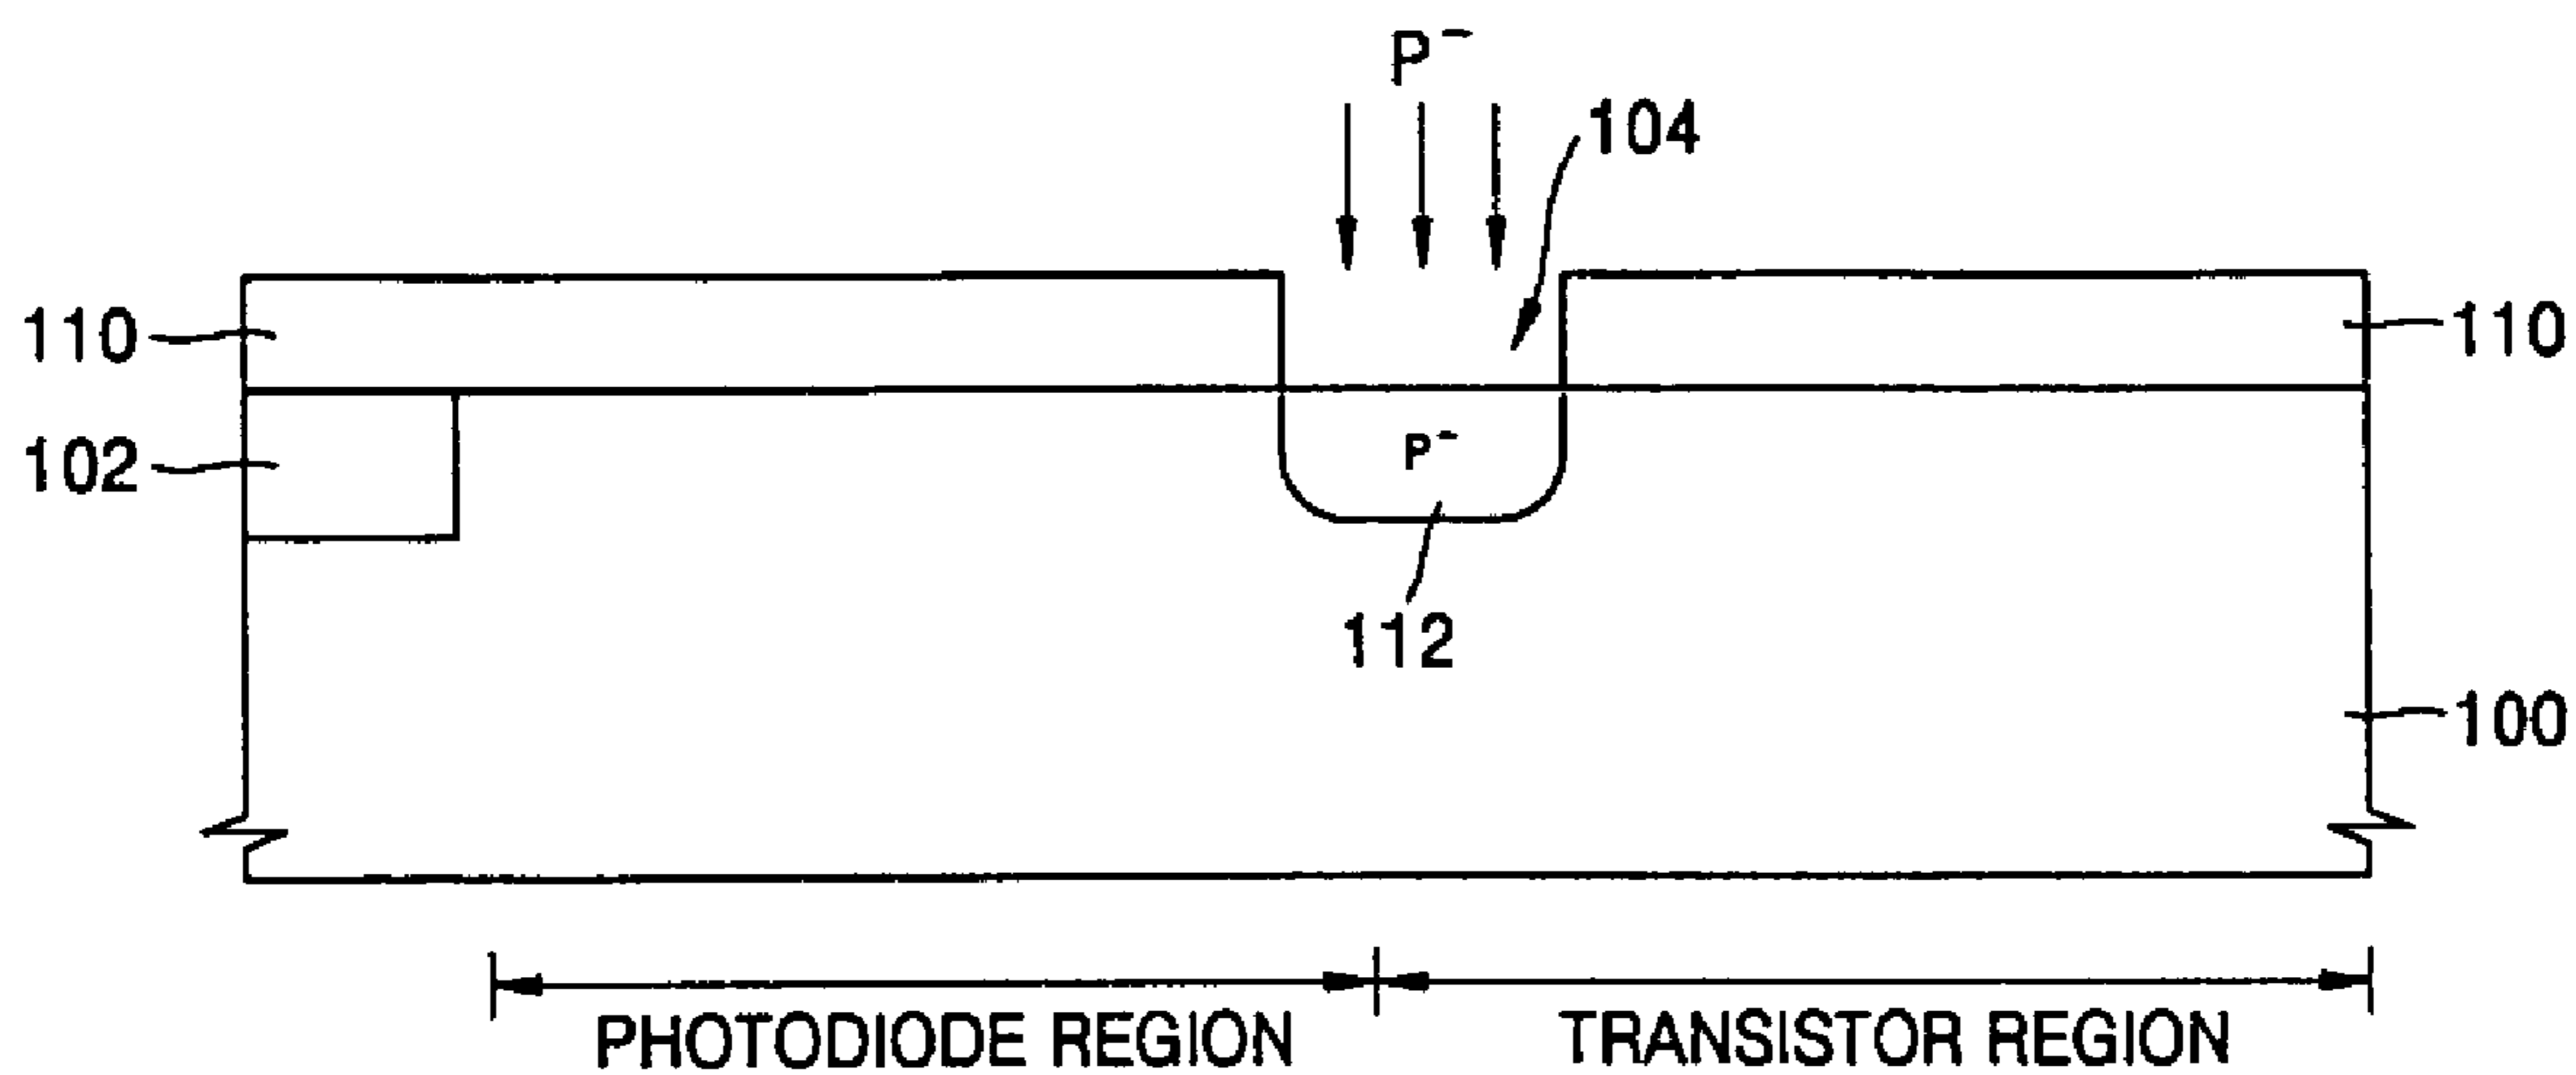 P⁻
104
110
110
102
P⁻
112
100
PHOTODIODE REGION
TRANSISTOR REGION